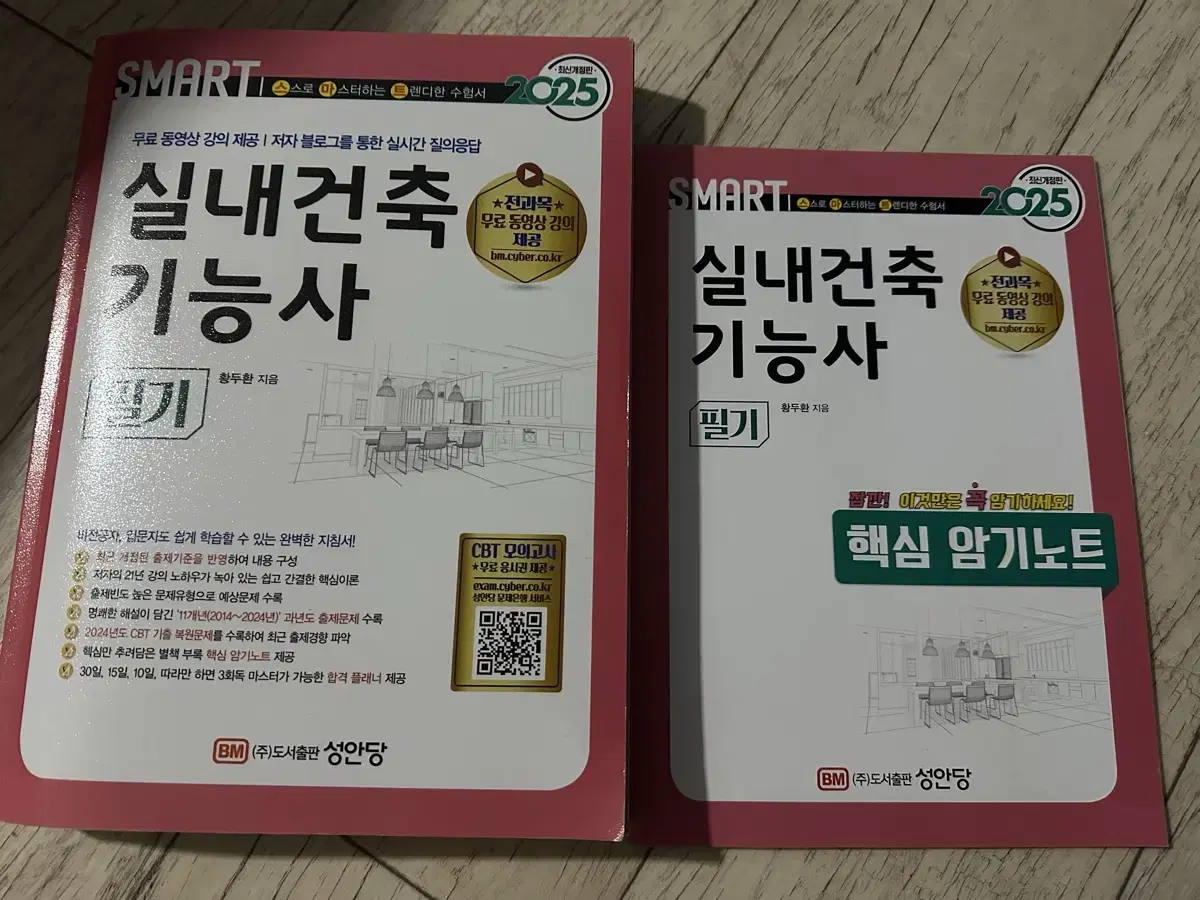 SMART 스스로 마스터하는 트렌디한 수험서 ·최신개정판· 2025
무료 동영상 강의 제공 | 저자 블로그를 통한 실시간 질의응답
실내건축
기능사
★전과목★
무료 동영상 강의
제공
bm.cyber.co.kr
필기
황두환 지음
비전공자, 입문자도 쉽게 학습할 수 있는 완벽한 지침서!
최근 개정된 출제기준을 반영하여 내용 구성
저자의 21년 강의 노하우가 녹아 있는 쉽고 간결한 핵심이론
출제빈도 높은 문제유형으로 예상문제 수록
명쾌한 해설이 담긴 '11개년(2014~2024년)' 과년도 출제문제 수록
2024년도 CBT 기출 복원문제를 수록하여 최근 출제경향 파악
핵심만 추려담은 별책 부록 핵심 암기노트 제공
30일, 15일, 10일, 따라만 하면 3회독 마스터가 가능한 합격 플래너 제공
CBT 모의고사
★무료 응시권 제공★
exam.cyber.co.kr
성안당 문제은행 서비스
BM (주)도서출판 성안당
SMART 스스로 마스터하는 트렌디한 수험서 ·최신개정판· 2025
실내건축
기능사
★전과목★
무료 동영상 강의
제공
bm.cyber.co.kr
필기
황두환 지음
잠깐! 이것만은 꼭 암기하세요!
핵심 암기노트
BM (주)도서출판 성안당